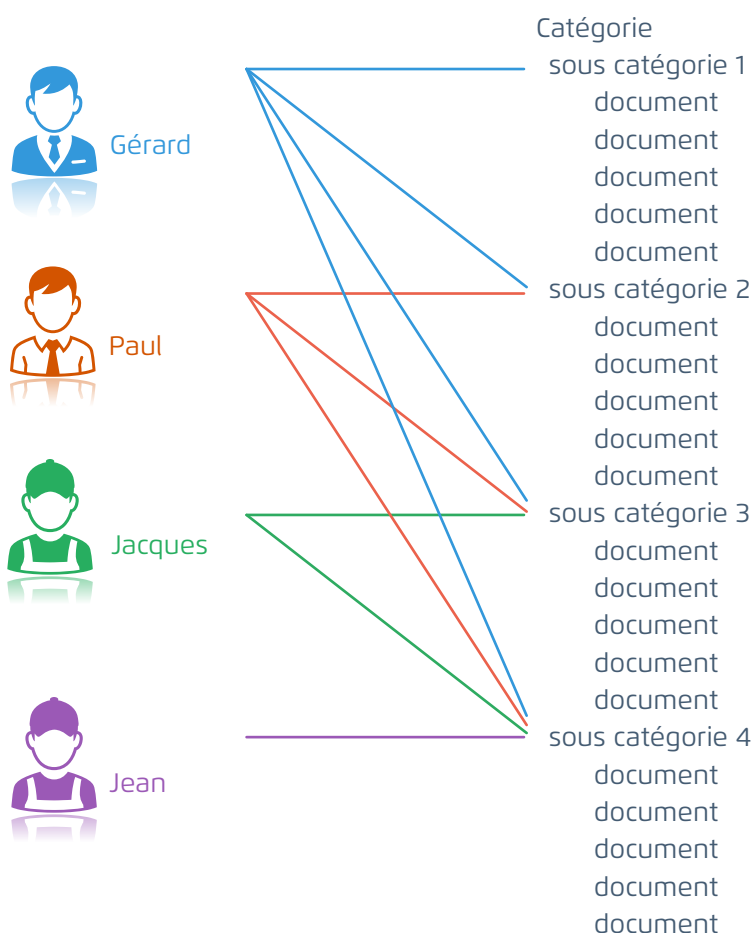 Catégorie
sous catégorie 1
document
document
document
document
document
sous catégorie 2
document
document
document
document
document
sous catégorie 3
document
document
document
document
document
sous catégorie 4
document
document
document
document
document
Gérard
Paul
Jacques
Jean